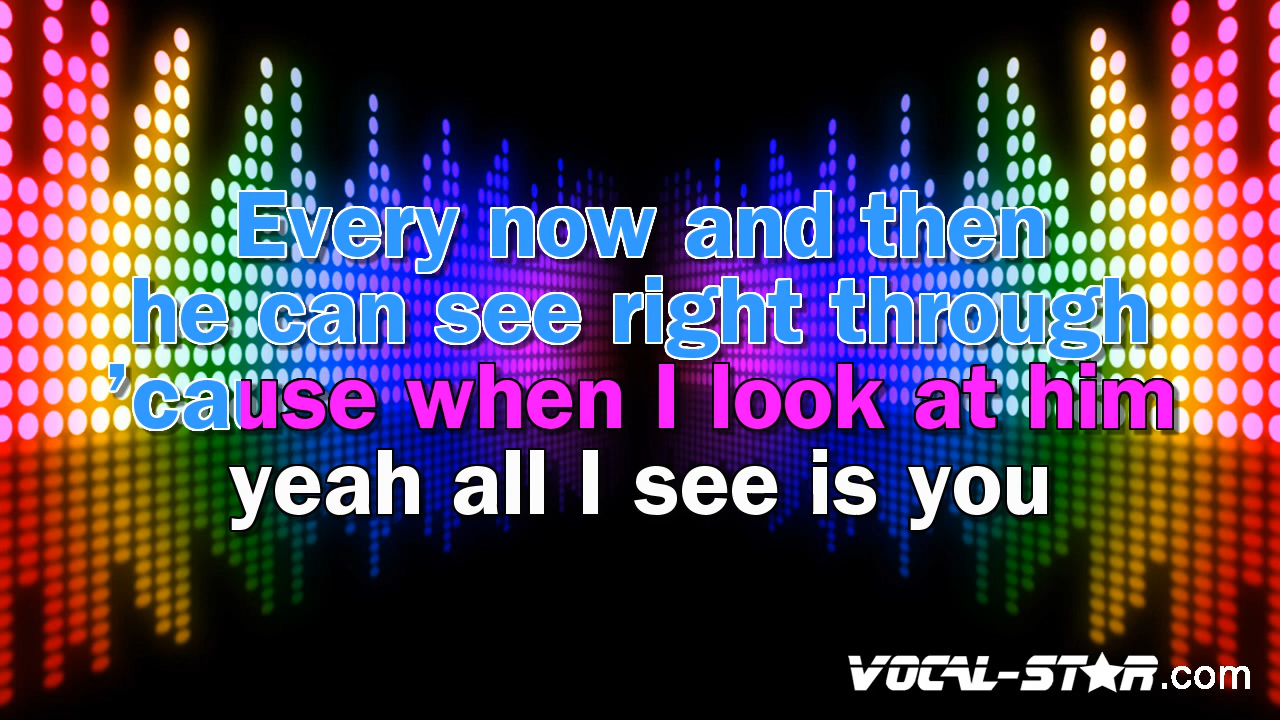 Every now and then
he can see right through
’cause when I look at him
yeah all I see is you
VOCAL-STAR.com